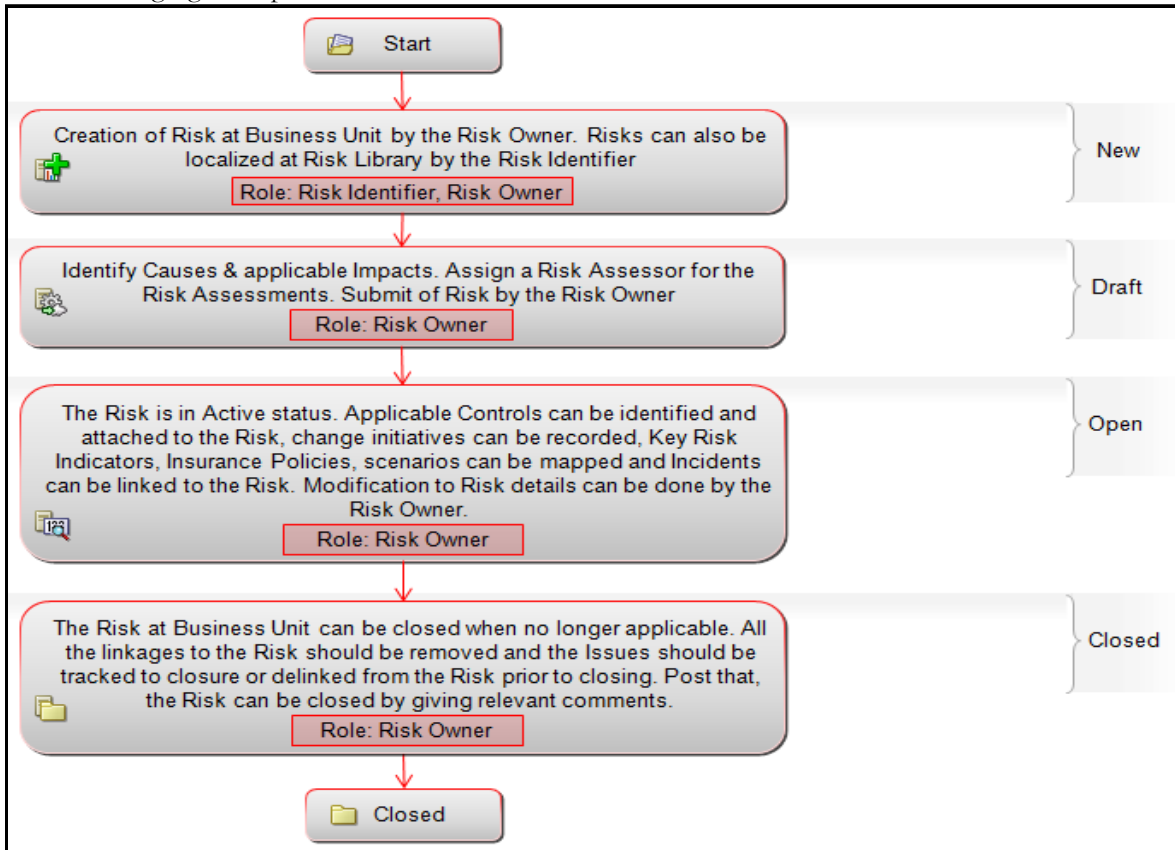 Start
Creation of Risk at Business Unit by the Risk Owner. Risks can also be
localized at Risk Library by the Risk Identifier
Role: Risk Identifier, Risk Owner
New
Identify Causes & applicable Impacts. Assign a Risk Assessor for the
Risk Assessments. Submit of Risk by the Risk Owner
Role: Risk Owner
Draft
The Risk is in Active status. Applicable Controls can be identified and
attached to the Risk, change initiatives can be recorded, Key Risk
Indicators, Insurance Policies, scenarios can be mapped and Incidents
can be linked to the Risk. Modification to Risk details can be done by the
Risk Owner.
Role: Risk Owner
Open
The Risk at Business Unit can be closed when no longer applicable. All
the linkages to the Risk should be removed and the Issues should be
tracked to closure or delinked from the Risk prior to closing. Post that,
the Risk can be closed by giving relevant comments.
Role: Risk Owner
Closed
Closed